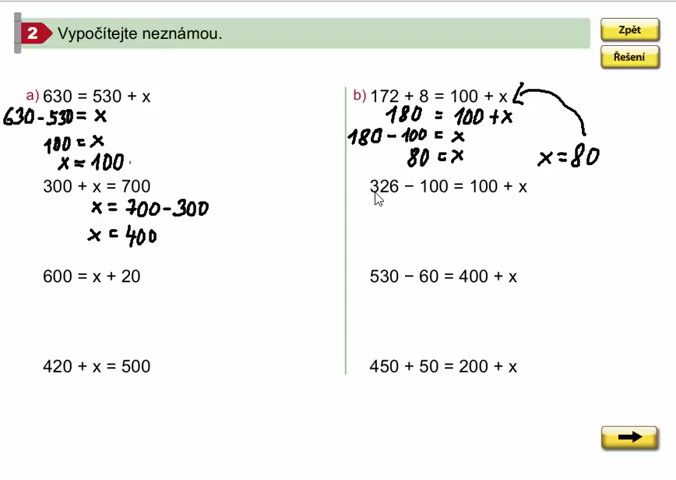 2 Vypočítejte neznámou.
Zpět
Řešení
a) 630 = 530 + x
630-530 = x
100 = x
x = 100
300 + x = 700
x = 700 - 300
x = 400
600 = x + 20
420 + x = 500
b) 172 + 8 = 100 + x
180 = 100 + x
180 - 100 = x
80 = x
x = 80
326 − 100 = 100 + x
530 − 60 = 400 + x
450 + 50 = 200 + x